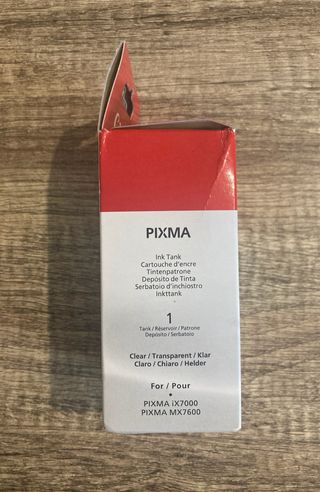 PIXMA
Ink Tank
Cartouche d'encre
Tintenpatrone
Depósito de Tinta
Serbatoio d'inchiostro
Inkttank
1
Tank / Réservoir / Patrone
Depósito / Serbatoio
Clear / Transparent / Klar
Claro / Chiaro / Helder
For / Pour
•
PIXMA iX7000
PIXMA MX7600